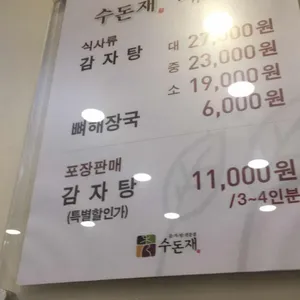 수돈재
식사류 대 27,000원
감자탕 중 23,000원
소 19,000원
뼈해장국 6,000원
포장판매
감자탕 11,000원
(특별할인가) /3~4인분
수돈재